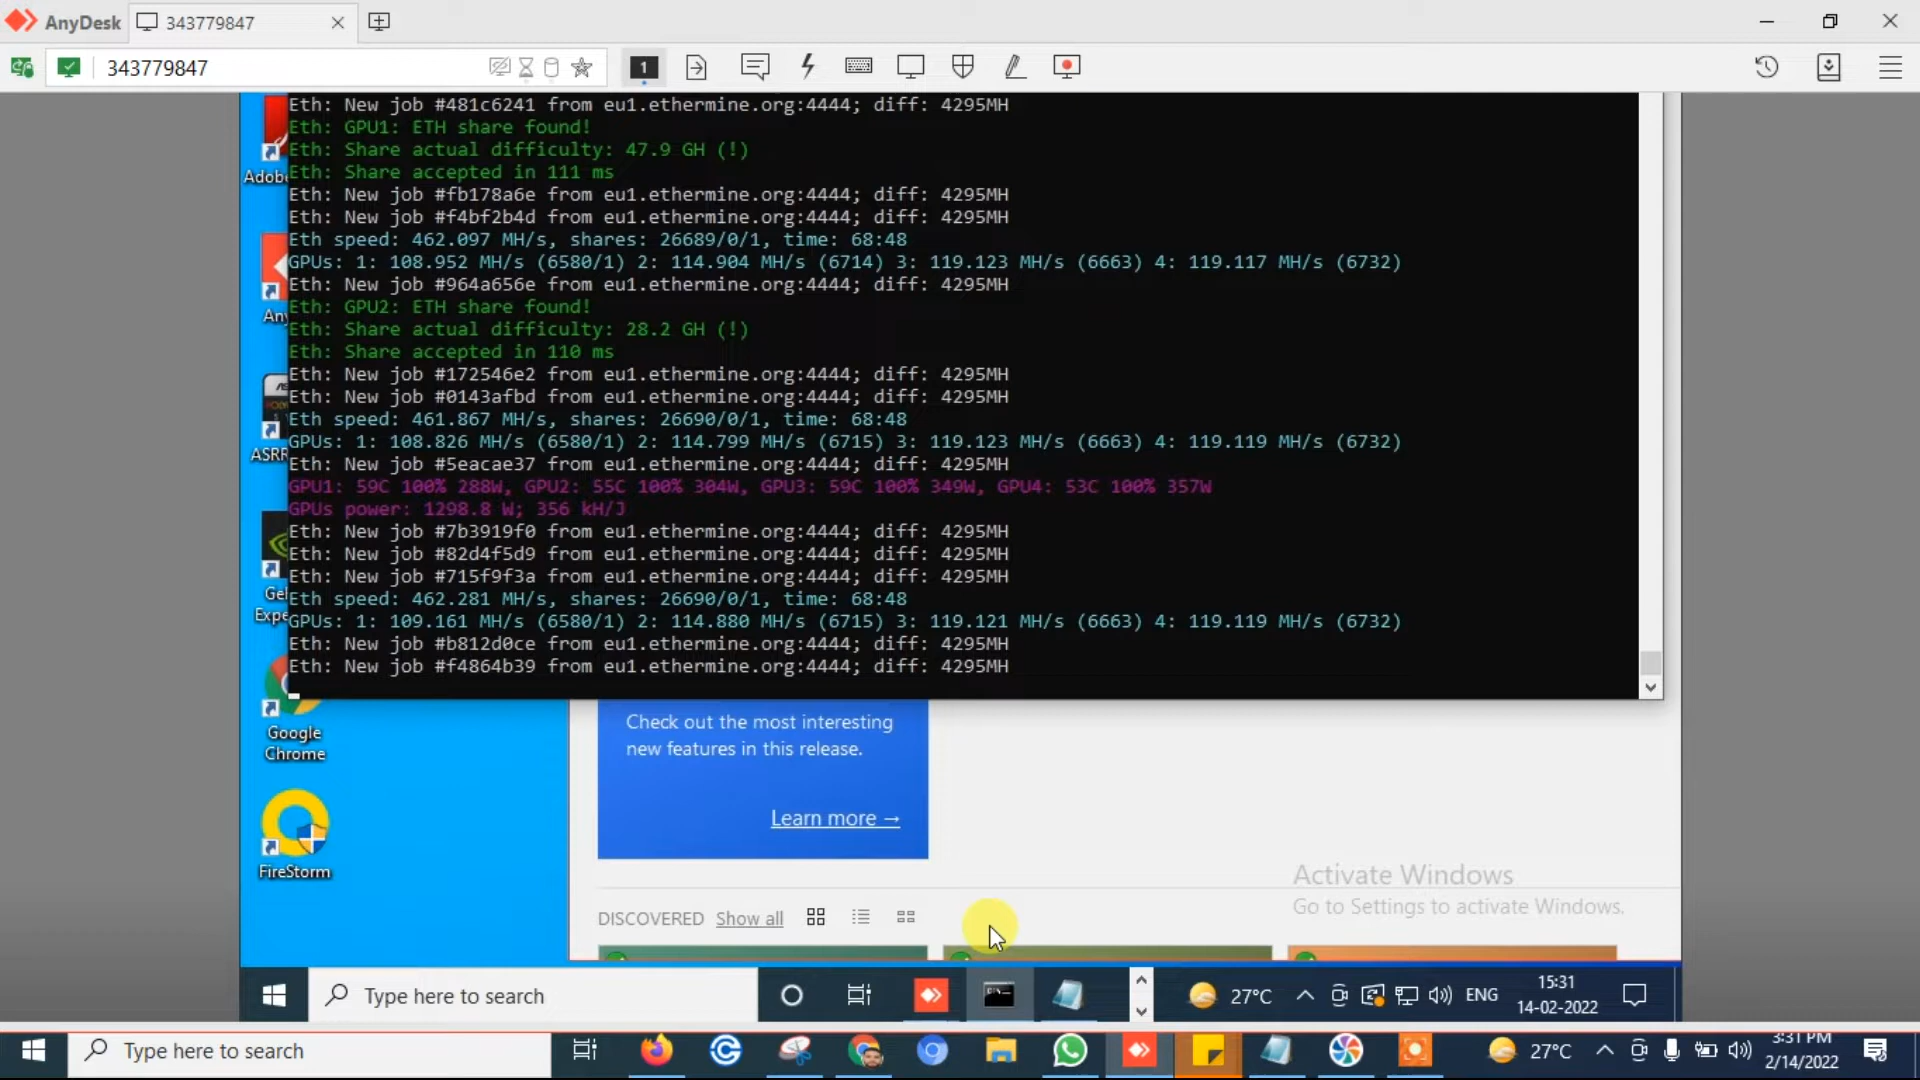 AnyDesk
343779847
343779847
1
Eth: New job #481c6241 from eu1.ethermine.org:4444; diff: 4295MH
Eth: GPU1: ETH share found!
Eth: Share actual difficulty: 47.9 GH (!)
Eth: Share accepted in 111 ms
Eth: New job #fb178a6e from eu1.ethermine.org:4444; diff: 4295MH
Eth: New job #f4bf2b4d from eu1.ethermine.org:4444; diff: 4295MH
Eth speed: 462.097 MH/s, shares: 26689/0/1, time: 68:48
GPUs: 1: 108.952 MH/s (6580/1) 2: 114.904 MH/s (6714) 3: 119.123 MH/s (6663) 4: 119.117 MH/s (6732)
Eth: New job #964a656e from eu1.ethermine.org:4444; diff: 4295MH
Eth: GPU2: ETH share found!
Eth: Share actual difficulty: 28.2 GH (!)
Eth: Share accepted in 110 ms
Eth: New job #172546e2 from eu1.ethermine.org:4444; diff: 4295MH
Eth: New job #0143afbd from eu1.ethermine.org:4444; diff: 4295MH
Eth speed: 461.867 MH/s, shares: 26690/0/1, time: 68:48
GPUs: 1: 108.826 MH/s (6580/1) 2: 114.799 MH/s (6715) 3: 119.123 MH/s (6663) 4: 119.119 MH/s (6732)
Eth: New job #5eacae37 from eu1.ethermine.org:4444; diff: 4295MH
GPU1: 59C 100% 288W, GPU2: 55C 100% 304W, GPU3: 59C 100% 349W, GPU4: 53C 100% 357W
GPUs power: 1298.8 W; 356 kH/J
Eth: New job #7b3919f0 from eu1.ethermine.org:4444; diff: 4295MH
Eth: New job #82d4f5d9 from eu1.ethermine.org:4444; diff: 4295MH
Eth: New job #715f9f3a from eu1.ethermine.org:4444; diff: 4295MH
Eth speed: 462.281 MH/s, shares: 26690/0/1, time: 68:48
GPUs: 1: 109.161 MH/s (6580/1) 2: 114.880 MH/s (6715) 3: 119.121 MH/s (6663) 4: 119.119 MH/s (6732)
Eth: New job #b812d0ce from eu1.ethermine.org:4444; diff: 4295MH
Eth: New job #f4864b39 from eu1.ethermine.org:4444; diff: 4295MH
Adobe
Any
ASRR
Gef
Expe
Google
Chrome
FireStorm
Check out the most interesting
new features in this release.
Learn more →
Activate Windows
Go to Settings to activate Windows.
DISCOVERED Show all
Type here to search
27°C
ENG
15:31
14-02-2022
Type here to search
27°C
3:31 PM
2/14/2022